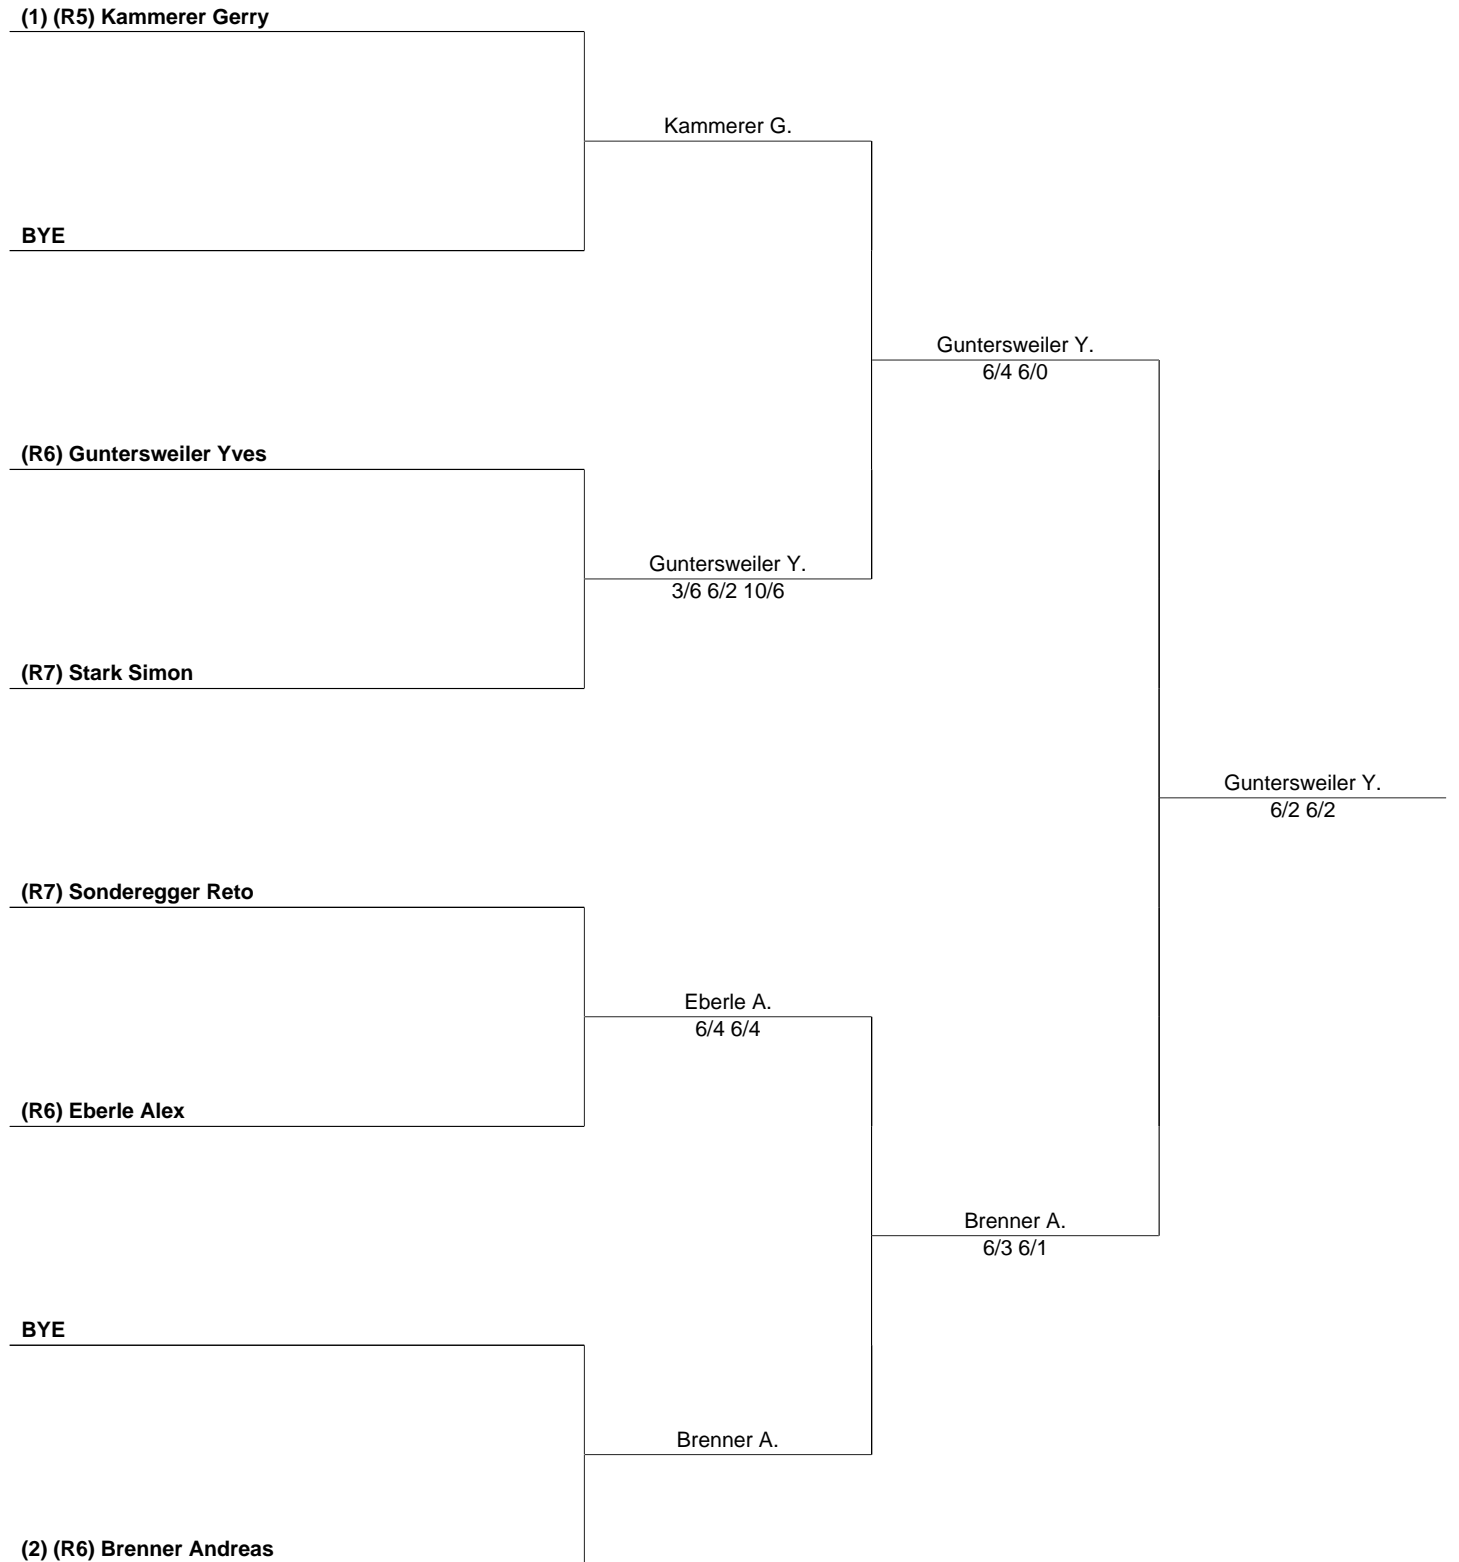 (1) (R5) Kammerer Gerry
Kammerer G.
BYE
Guntersweiler Y.
6/4 6/0
(R6) Guntersweiler Yves
Guntersweiler Y.
3/6 6/2 10/6
(R7) Stark Simon
Guntersweiler Y.
6/2 6/2
(R7) Sonderegger Reto
Eberle A.
6/4 6/4
(R6) Eberle Alex
Brenner A.
6/3 6/1
BYE
Brenner A.
(2) (R6) Brenner Andreas